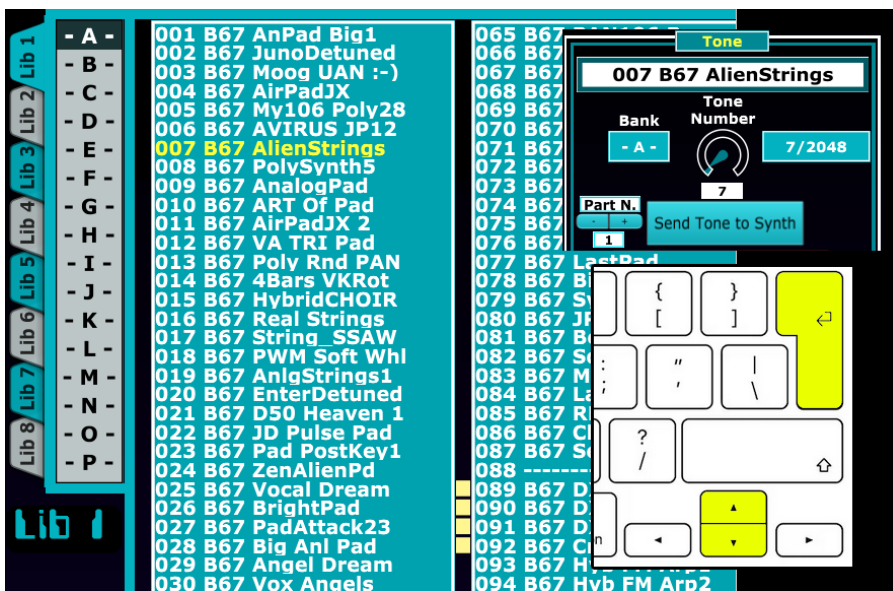 Lib 1
Lib 2
Lib 3
Lib 4
Lib 5
Lib 6
Lib 7
Lib 8
- A -
- B -
- C -
- D -
- E -
- F -
- G -
- H -
- I -
- J -
- K -
- L -
- M -
- N -
- O -
- P -
Lib 1
001 B67 AnPad Big1
002 B67 JunoDetuned
003 B67 Moog UAN :-)
004 B67 AirPadJX
005 B67 My106 Poly28
006 B67 AVIRUS JP12
007 B67 AlienStrings
008 B67 PolySynth5
009 B67 AnalogPad
010 B67 ART Of Pad
011 B67 AirPadJX 2
012 B67 VA TRI Pad
013 B67 Poly Rnd PAN
014 B67 4Bars VKRot
015 B67 HybridCHOIR
016 B67 Real Strings
017 B67 String_SSAW
018 B67 PWM Soft Whl
019 B67 AnlgStrings1
020 B67 EnterDetuned
021 B67 D50 Heaven 1
022 B67 JD Pulse Pad
023 B67 Pad PostKey1
024 B67 ZenAlienPd
025 B67 Vocal Dream
026 B67 BrightPad
027 B67 PadAttack23
028 B67 Big Anl Pad
029 B67 Angel Dream
030 B67 Vox Angels
065 B67
066 B67
067 B67
068 B67
069 B67
070 B67
071 B67
072 B67
073 B67
074 B67
075 B67
076 B67
077 B67 LastPad
078 B67
079 B67
080 B67
081 B67
082 B67
083 B67
084 B67
085 B67
086 B67
087 B67
088 --------
089 B67
090 B67
091 B67
092 B67
093 B67
094 B67 Hyb FM Arp2
Tone
007 B67 AlienStrings
Bank
- A -
Tone
Number
7
7/2048
Part N.
- +
1
Send Tone to Synth
{ }
[ ]
: " |
; ' \
?
/
n